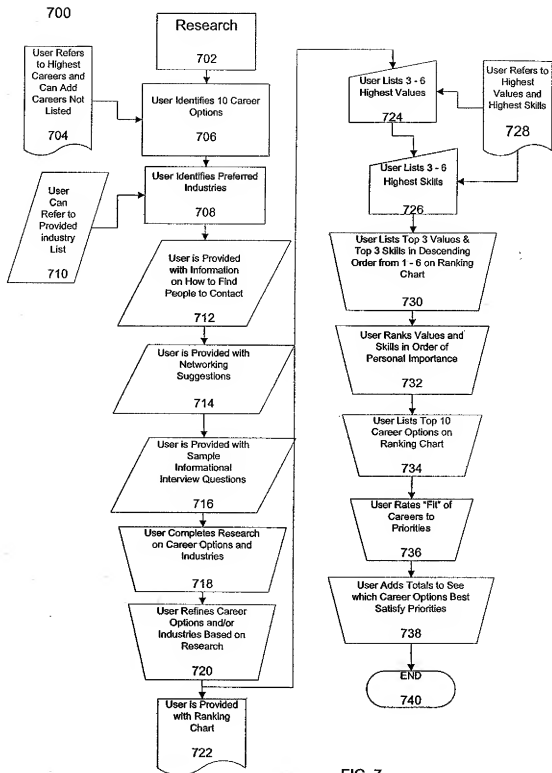 700
Research
702
User Refers
to Highest
Careers and
Can Add
Careers Not
Listed
704
User Identifies 10 Career
Options
706
User Identifies Preferred
Industries
708
User
Can
Refer to
Provided
industry
List
710
User is Provided
with Information
on How to Find
People to Contact
712
User is Provided with
Networking
Suggestions
714
User is Provided with
Sample
Informational
Interview Questions
716
User Completes Research
on Career Options and
Industries
718
User Refines Career
Options and/or
Industries Based on
Research
720
User is Provided
with Ranking
Chart
722
User Lists 3 - 6
Highest Values
724
User Refers to
Highest
Values and
Highest Skills
728
User Lists 3 - 6
Highest Skills
726
User Lists Top 3 Values &
Top 3 Skills in Descending
Order from 1 - 6 on Ranking
Chart
730
User Ranks Values and
Skills in Order of
Personal Importance
732
User Lists Top 10
Career Options on
Ranking Chart
734
User Rates "Fit" of
Careers to
Priorities
736
User Adds Totals to See
which Career Options Best
Satisfy Priorities
738
END
740
FIG. 7